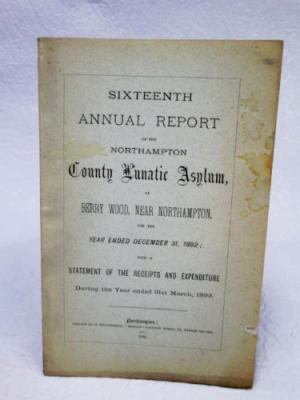 SIXTEENTH
ANNUAL REPORT
OF THE
NORTHAMPTON
County Lunatic Asylum,
AT
BERRY WOOD, NEAR NORTHAMPTON,
FOR THE
YEAR ENDED DECEMBER 31, 1892;
WITH A
STATEMENT OF THE RECEIPTS AND EXPENDITURE
During the Year ended 31st March, 1893.
Northampton: